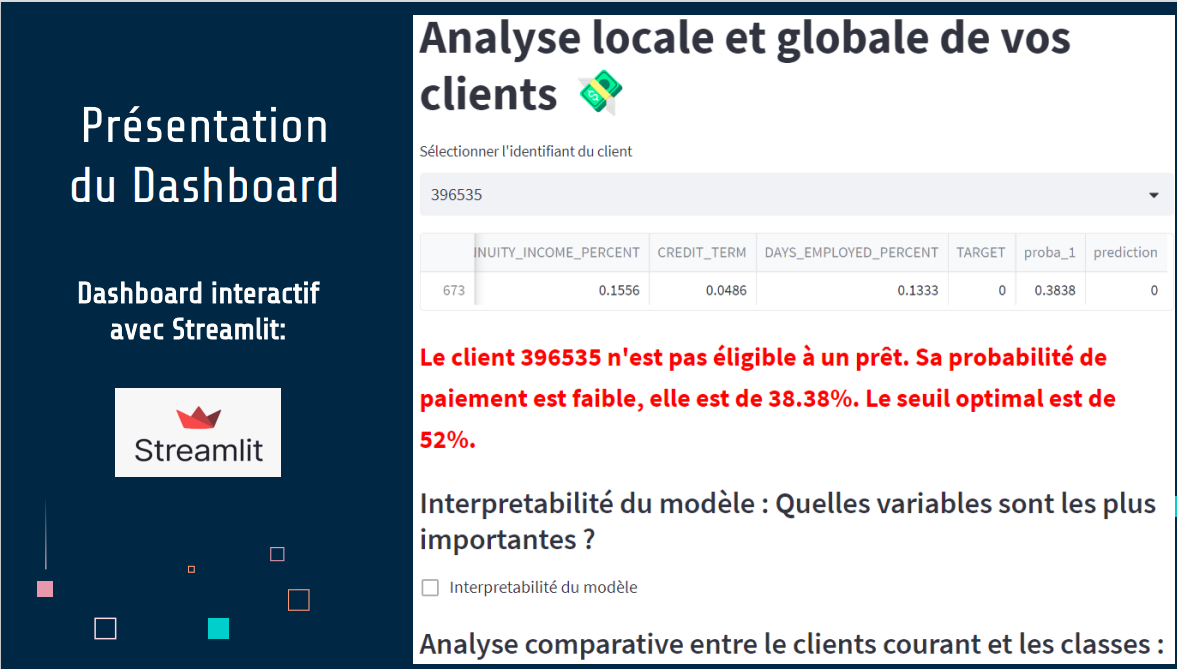 Présentation
du Dashboard
Dashboard interactif
avec Streamlit:
Streamlit
Analyse locale et globale de vos
clients
Sélectionner l'identifiant du client
396535
INUITY_INCOME_PERCENT CREDIT_TERM DAYS_EMPLOYED_PERCENT TARGET proba_1 prediction
673 0.1556 0.0486 0.1333 0 0.3838 0
Le client 396535 n'est pas éligible à un prêt. Sa probabilité de
paiement est faible, elle est de 38.38%. Le seuil optimal est de
52%.
Interpretabilité du modèle : Quelles variables sont les plus
importantes ?
Interpretabilité du modèle
Analyse comparative entre le clients courant et les classes :